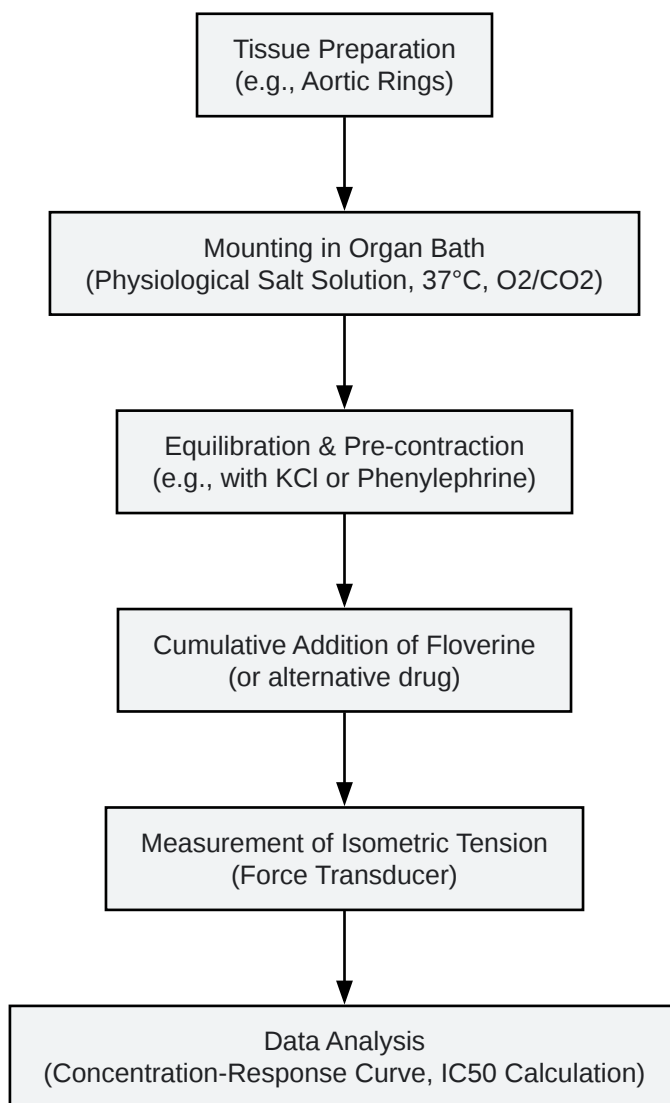 Tissue Preparation
(e.g., Aortic Rings)
Mounting in Organ Bath
(Physiological Salt Solution, 37°C, O2/CO2)
Equilibration & Pre-contraction
(e.g., with KCl or Phenylephrine)
Cumulative Addition of Floverine
(or alternative drug)
Measurement of Isometric Tension
(Force Transducer)
Data Analysis
(Concentration-Response Curve, IC50 Calculation)